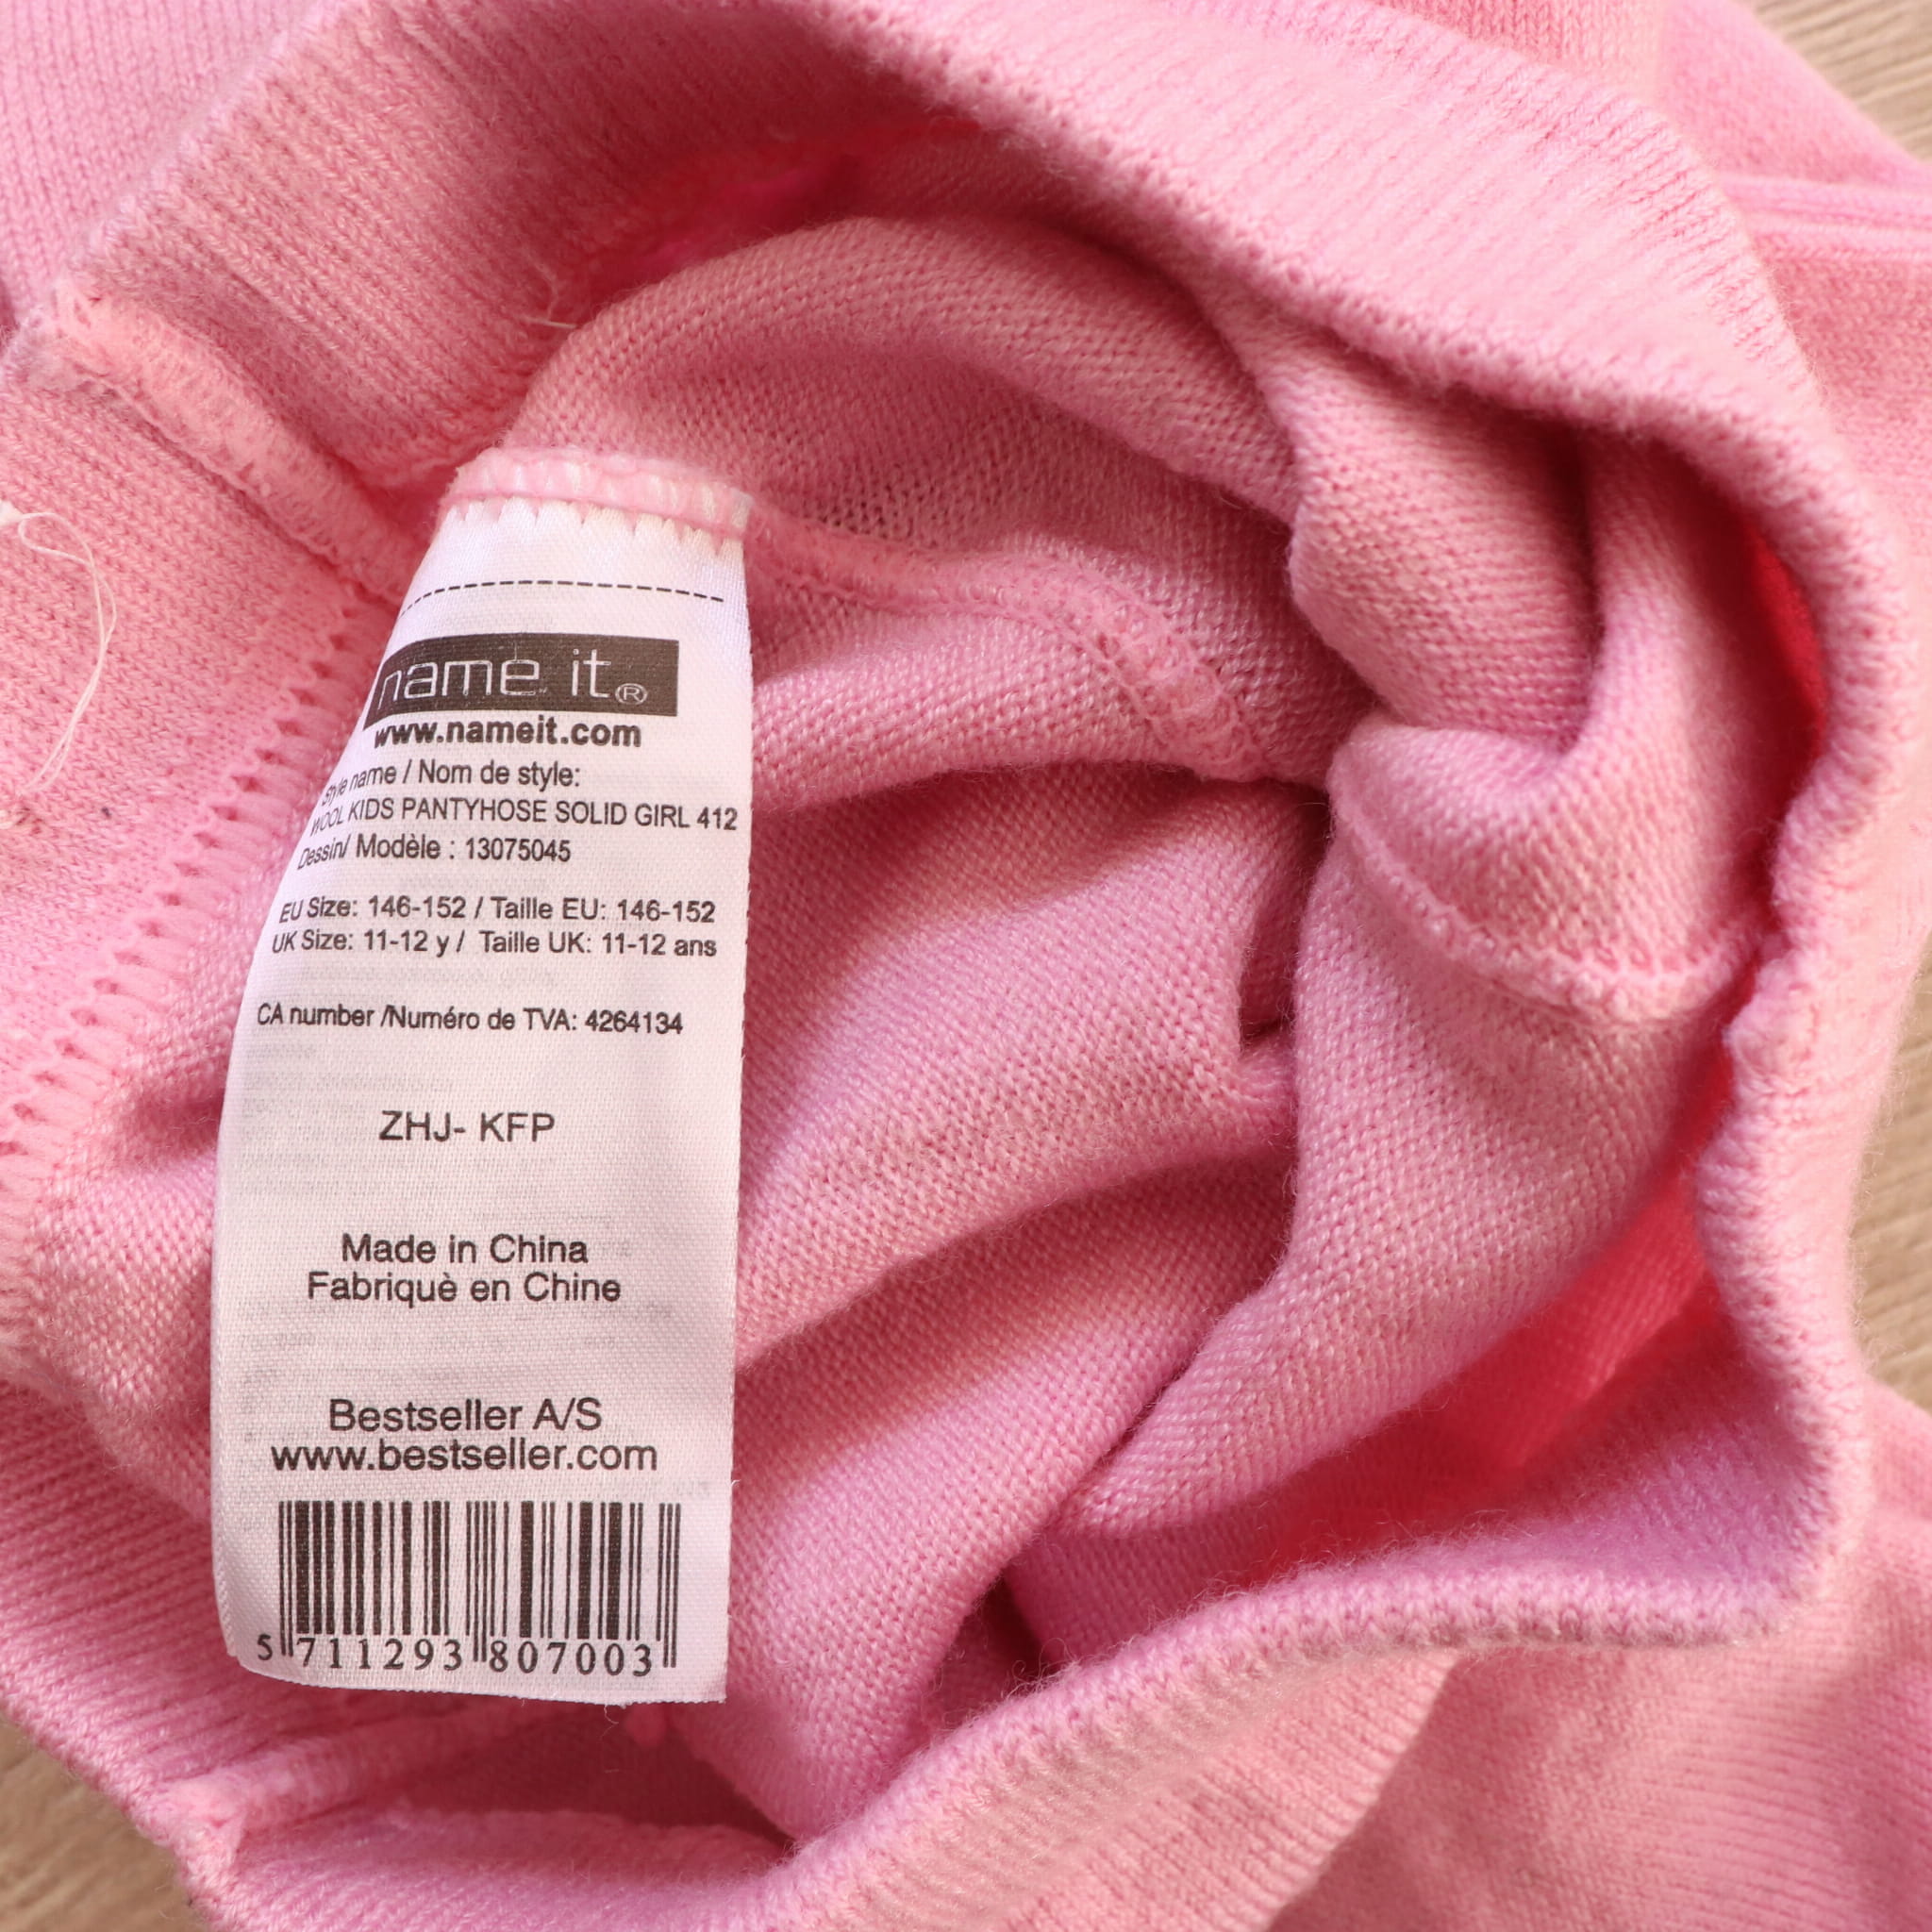 name it®
www.nameit.com
Style name / Nom de style:
WOOL KIDS PANTYHOSE SOLID GIRL 412
Dessin/ Modèle : 13075045
EU Size: 146-152 / Taille EU: 146-152
UK Size: 11-12 y / Taille UK: 11-12 ans
CA number /Numéro de TVA: 4264134
ZHJ- KFP
Made in China
Fabriquè en Chine
Bestseller A/S
www.bestseller.com
5 711293 807003